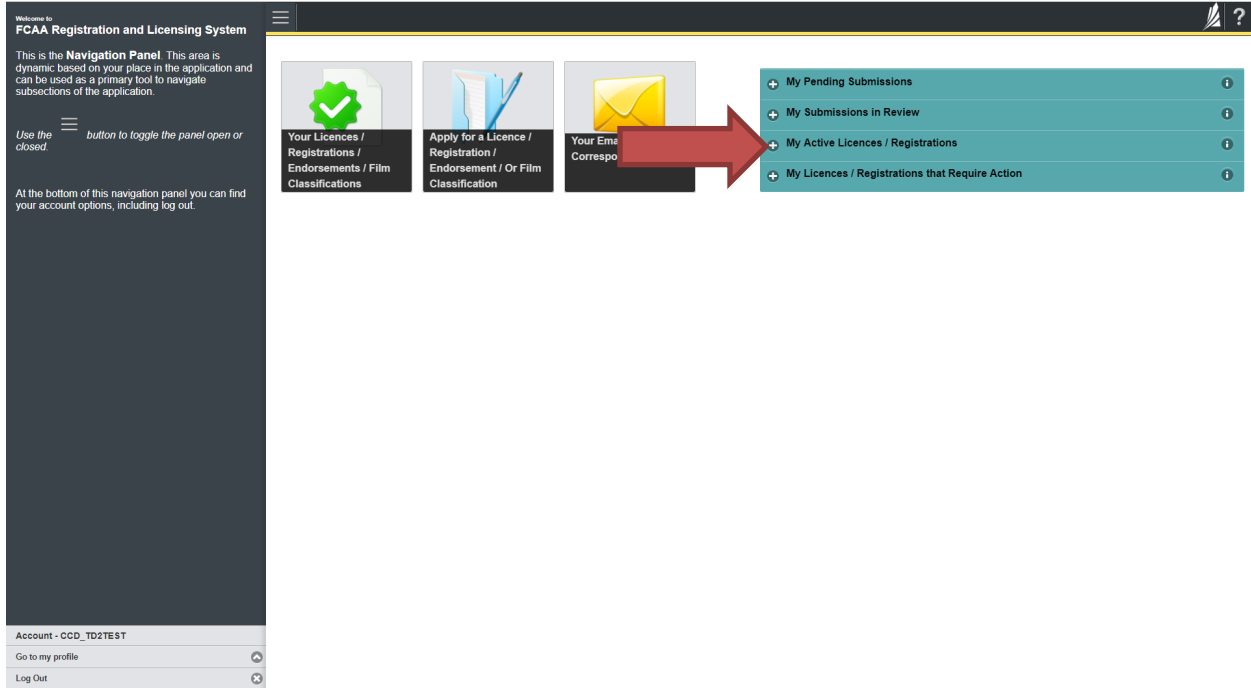 Welcome to
FCAA Registration and Licensing System
This is the Navigation Panel. This area is
dynamic based on your place in the application and
can be used as a primary tool to navigate
subsections of the application.
Use the button to toggle the panel open or
closed.
At the bottom of this navigation panel you can find
your account options, including log out.
Account - CCD_TD2TEST
Go to my profile
Log Out
?
Your Licences /
Registrations /
Endorsements / Film
Classifications
Apply for a Licence /
Registration /
Endorsement / Or Film
Classification
Your
My Pending Submissions
My Submissions in Review
My Active Licences / Registrations
My Licences / Registrations that Require Action